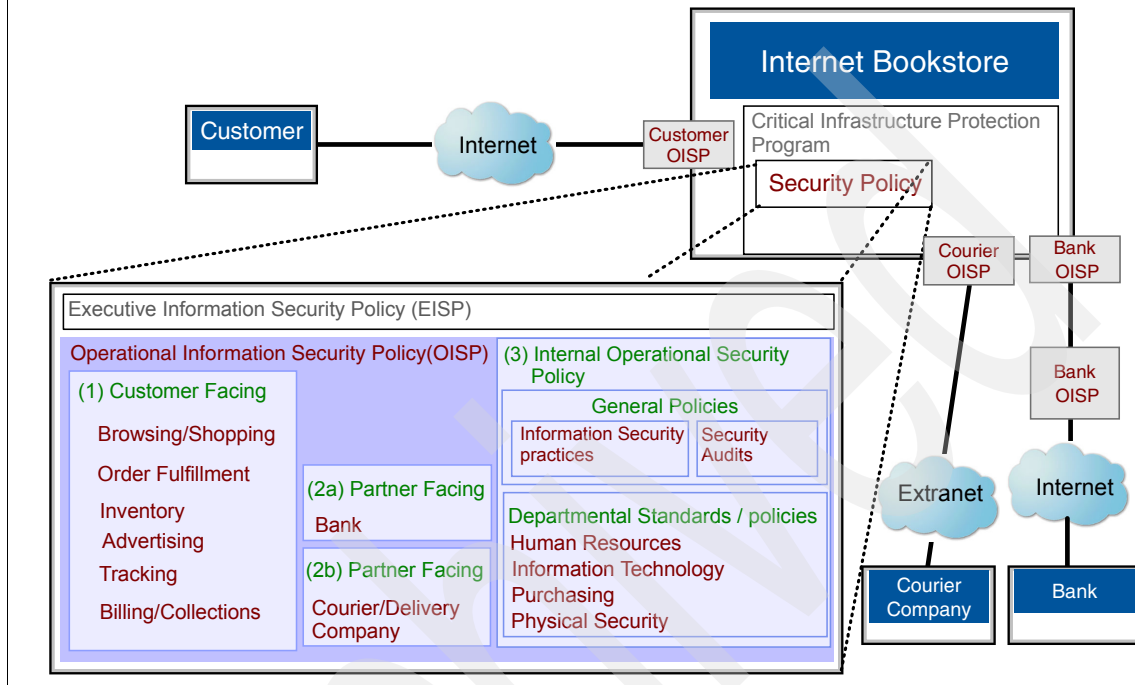 Internet Bookstore
Critical Infrastructure Protection
Program
Security Policy
Customer
Internet
Customer
OISP
Courier
OISP
Bank
OISP
Bank
OISP
Extranet
Internet
Courier
Company
Bank
Executive Information Security Policy (EISP)
Operational Information Security Policy(OISP)
(1) Customer Facing
Browsing/Shopping
Order Fulfillment
Inventory
Advertising
Tracking
Billing/Collections
(2a) Partner Facing
Bank
(2b) Partner Facing
Courier/Delivery
Company
(3) Internal Operational Security
Policy
General Policies
Information Security
practices
Security
Audits
Departmental Standards / policies
Human Resources
Information Technology
Purchasing
Physical Security